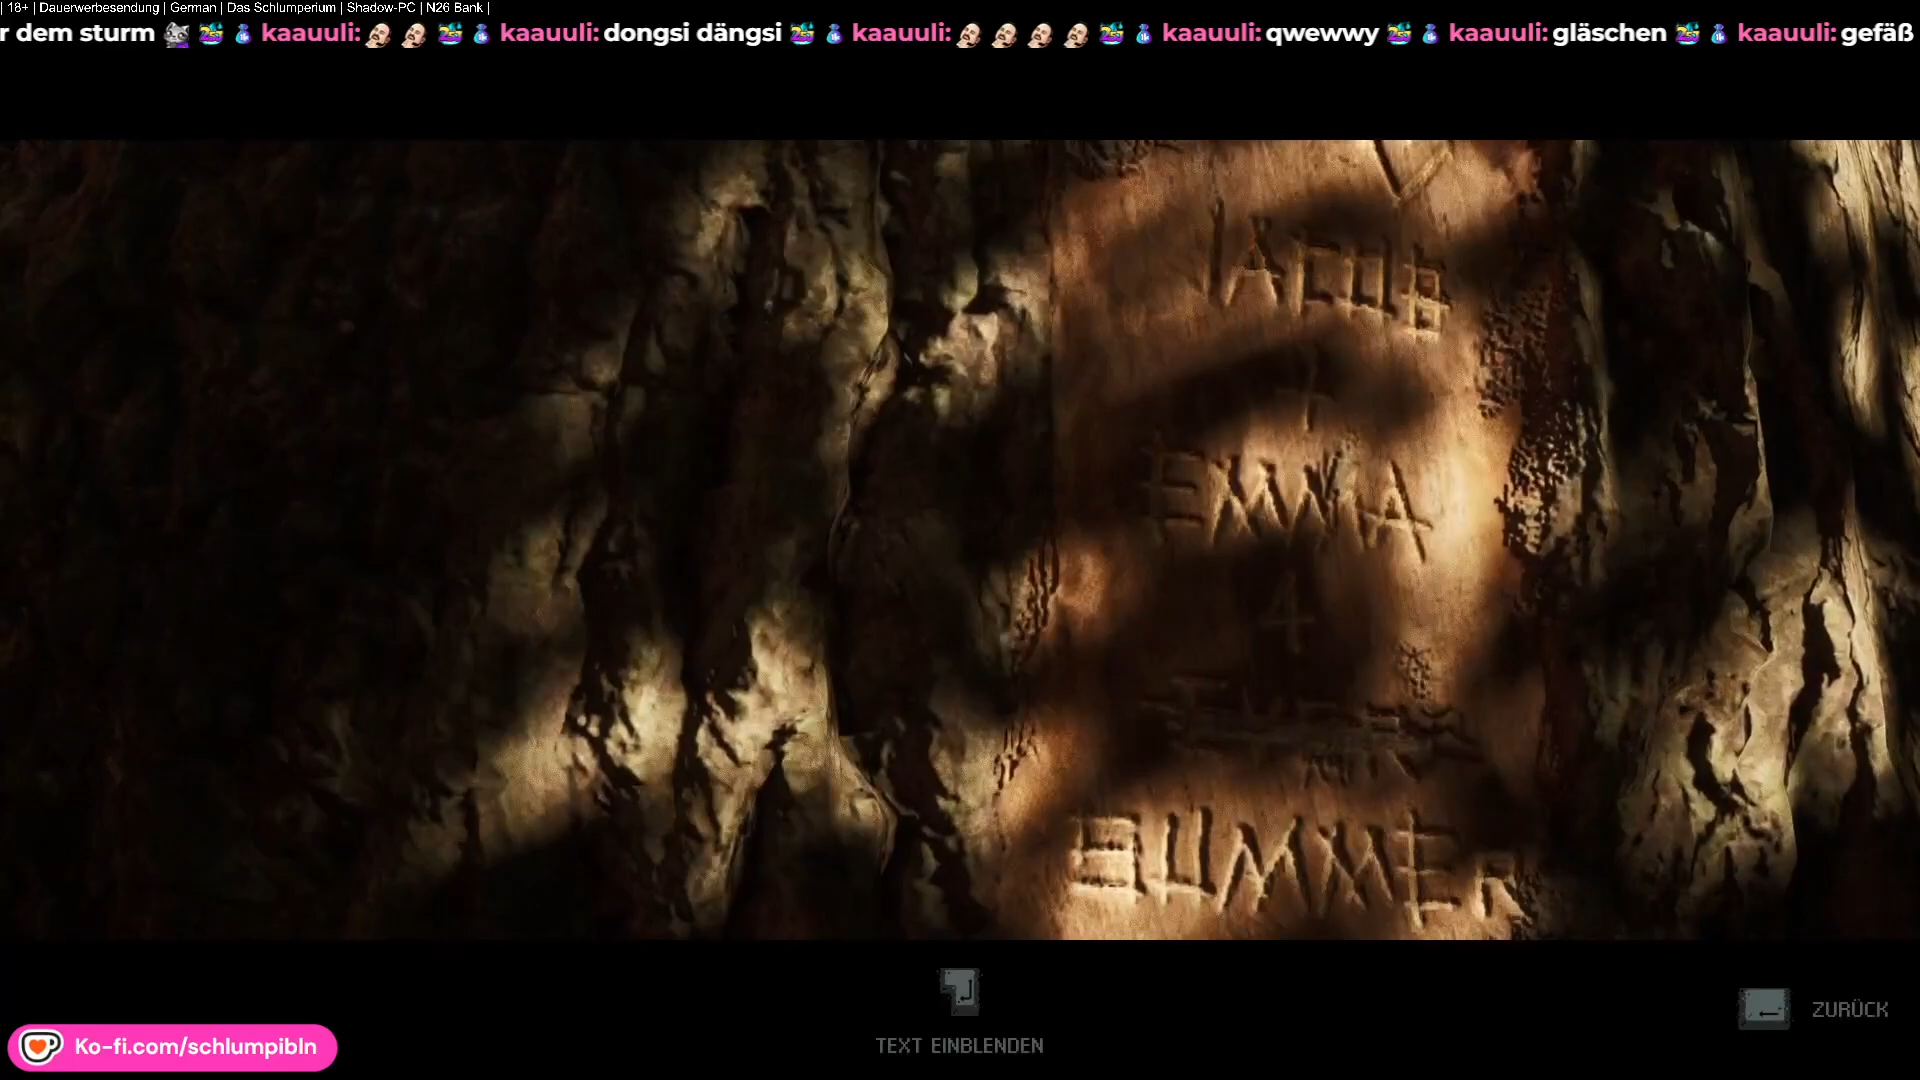 | 18+ | Dauerwerbesendung | German | Das Schlumperium | Shadow-PC | N26 Bank |
r dem sturm kaauuli: kaauuli: dongsi dängsi kaauuli: kaauuli: qwewwy kaauuli: gläschen kaauuli: gefäß
JACOB
+
EMMA
4
SUMMER
TEXT EINBLENDEN
ZURÜCK
Ko-fi.com/schlumpibln